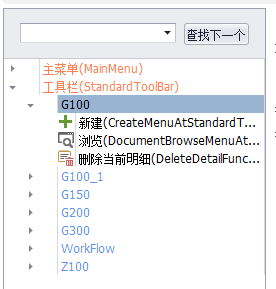 查找下一个
主菜单(MainMenu)
工具栏(StandardToolBar)
G100
新建(CreateMenuAtStandardT...
浏览(DocumentBrowseMenuAt...
删除当前明细(DeleteDetailFunc...
G100_1
G150
G200
G300
WorkFlow
Z100